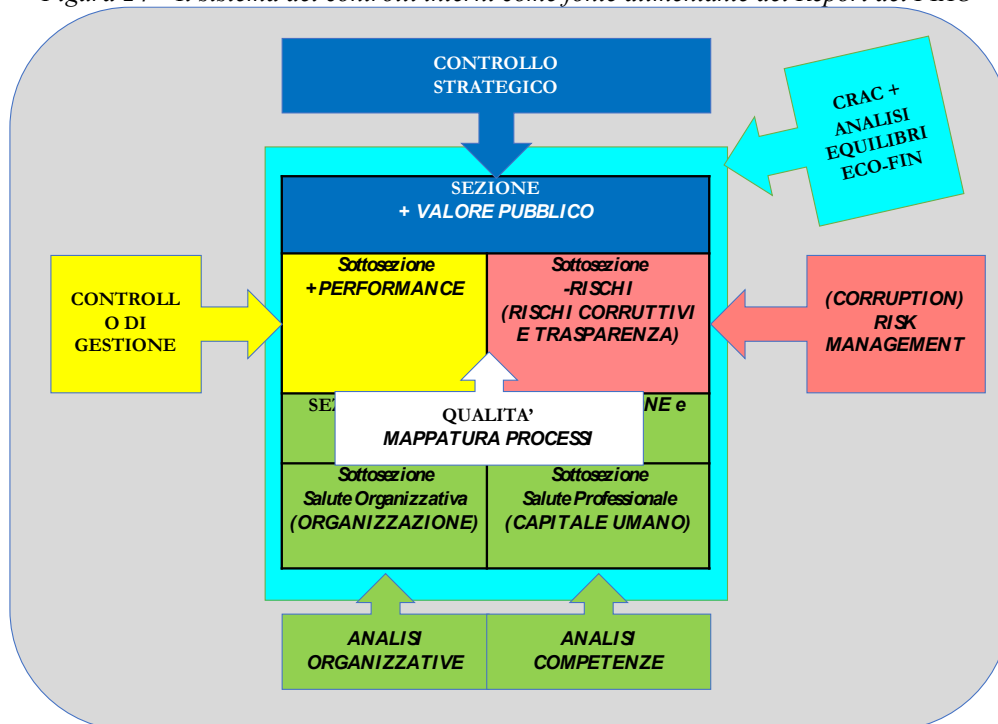 CONTROLLO
STRATEGICO
CRAC +
ANALISI
EQUILIBRI
ECO-FIN
SEZIONE
+ VALORE PUBBLICO
Sottosezione
+PERFORMANCE
Sottosezione
-RISCHI
(RISCHI CORRUTTIVI
E TRASPARENZA)
CONTROLL
O DI
GESTIONE
(CORRUPTION)
RISK
MANAGEMENT
NE e
QUALITA’
MAPPATURA PROCESSI
Sottosezione
Salute Organizzativa
(ORGANIZZAZIONE)
Sottosezione
Salute Professionale
(CAPITALE UMANO)
ANALISI
ORGANIZZATIVE
ANALISI
COMPETENZE